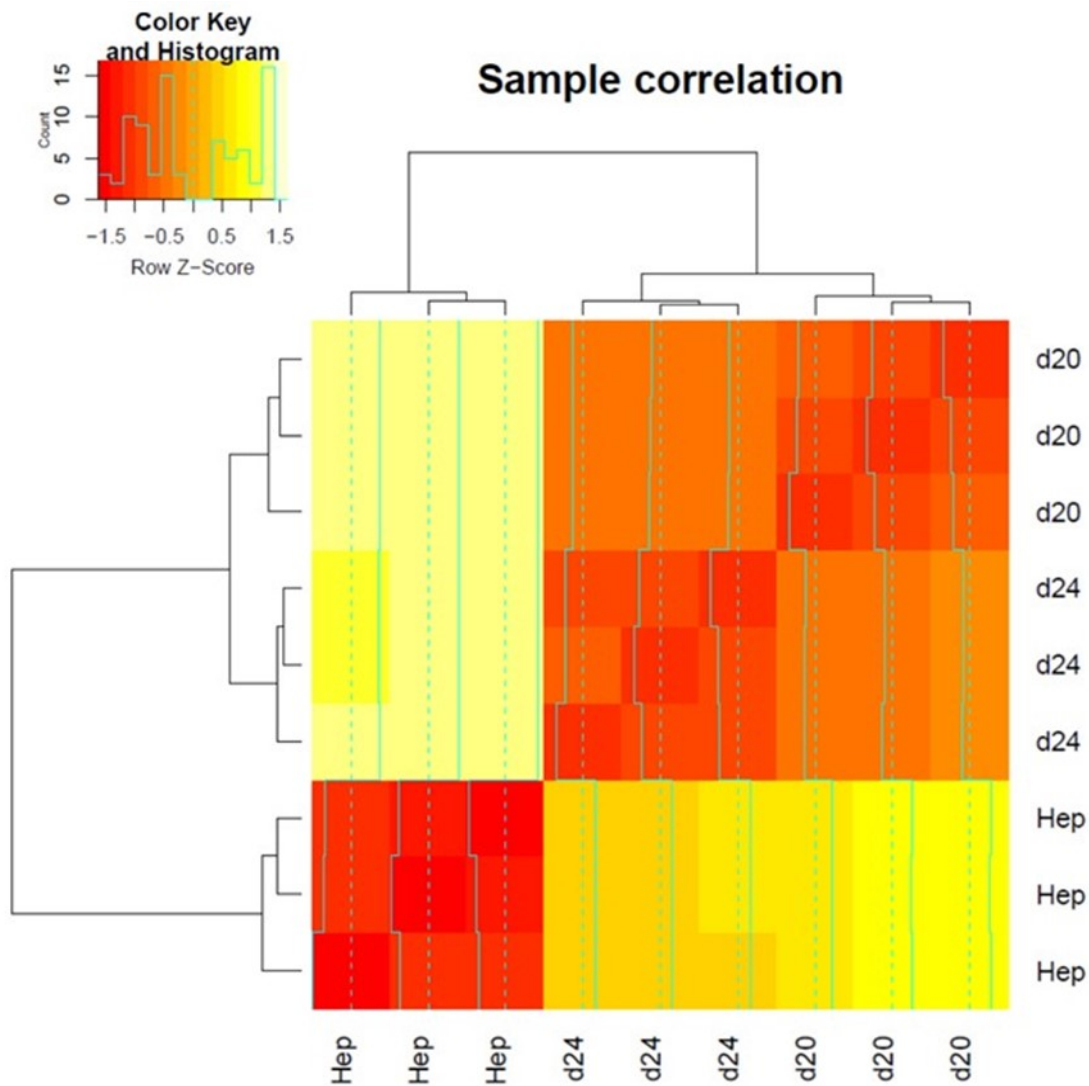 Color Key
and Histogram
Count
0 5 10 15
−1.5 −0.5 0.5 1.5
Row Z−Score
Sample correlation
d20
d20
d20
d24
d24
d24
Hep
Hep
Hep
Hep Hep Hep d24 d24 d24 d20 d20 d20